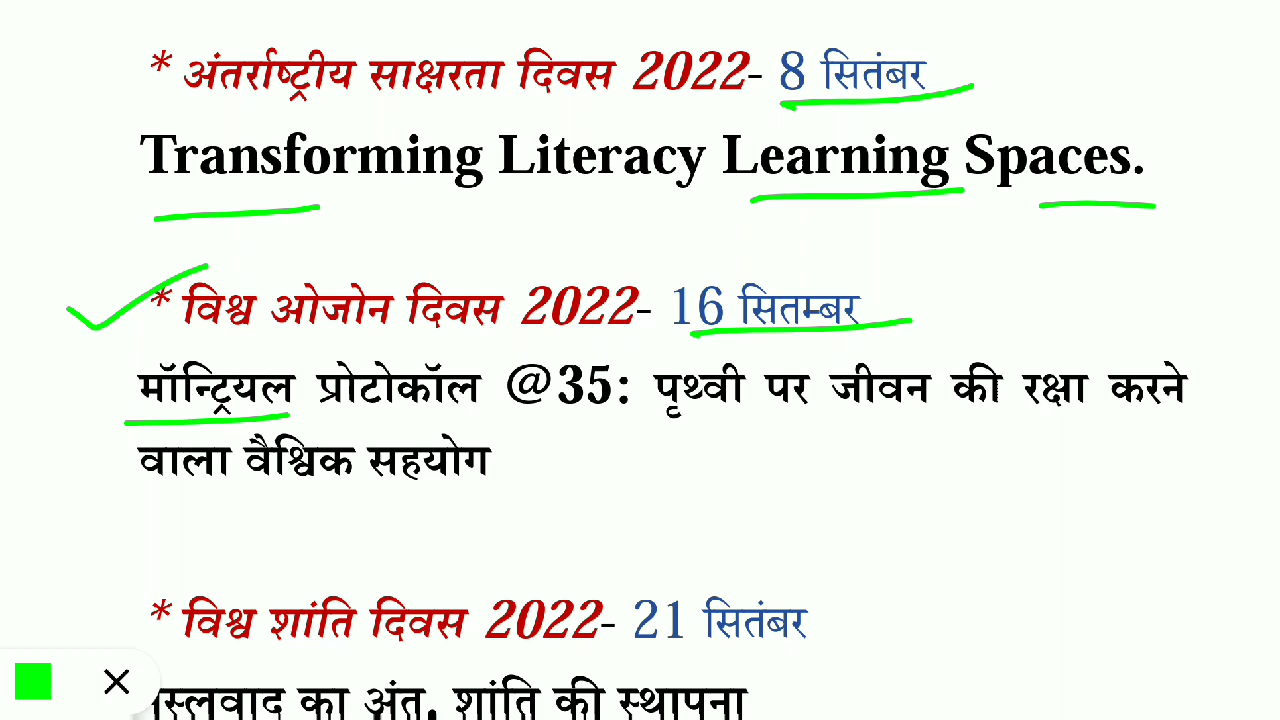 * अंतर्राष्ट्रीय साक्षरता दिवस 2022- 8 सितंबर
Transforming Literacy Learning Spaces.
* विश्व ओजोन दिवस 2022- 16 सितम्बर
मॉन्ट्रियल प्रोटोकॉल @35: पृथ्वी पर जीवन की रक्षा करने
वाला वैश्विक सहयोग
* विश्व शांति दिवस 2022- 21 सितंबर
का अंत, शांति की स्थापना